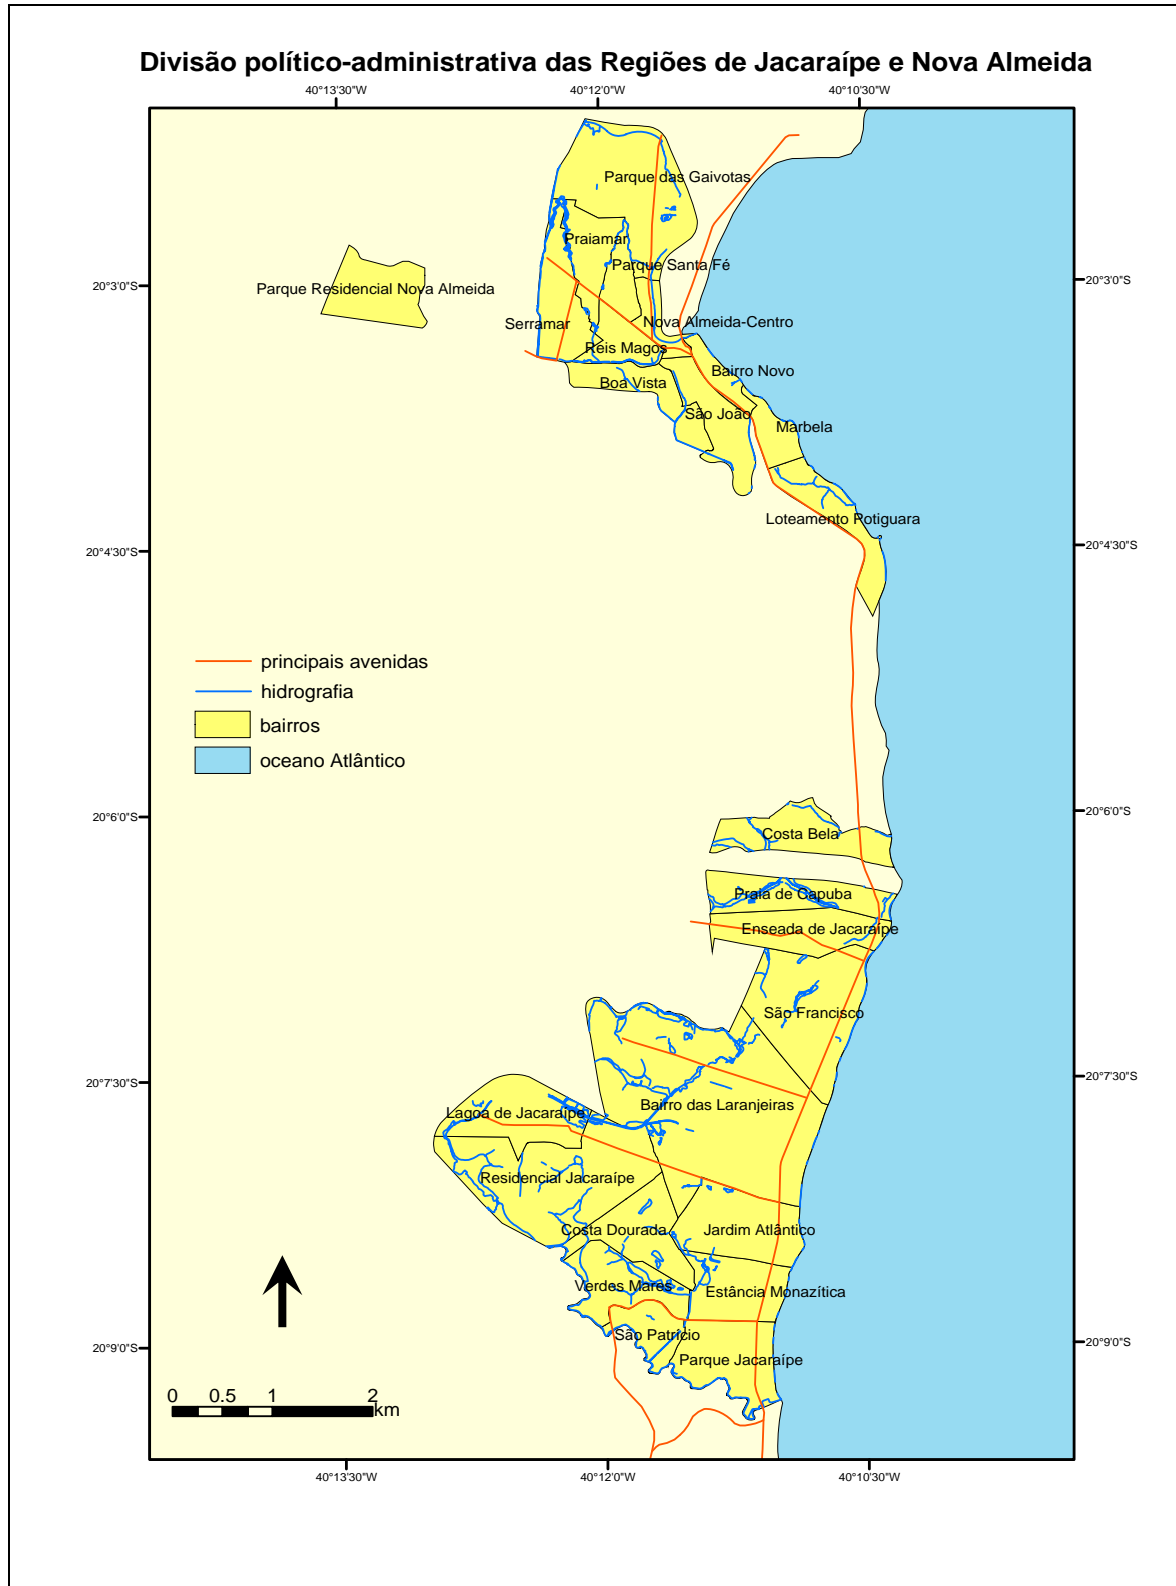 Divisão político-administrativa das Regiões de Jacaraípe e Nova Almeida
40°13'30"W 40°12'0"W 40°10'30"W
Parque das Gaivotas
Praiamar
Parque Santa Fé
20°3'0"S 20°3'0"S
Parque Residencial Nova Almeida
Serramar
Nova Almeida-Centro
Reis Magos
Bairro Novo
Boa Vista
São João
Marbela
Loteamento Potiguara
20°4'30"S 20°4'30"S
principais avenidas
hidrografia
bairros
oceano Atlântico
20°6'0"S 20°6'0"S
Costa Bela
Praia de Capuba
Enseada de Jacaraípe
São Francisco
20°7'30"S 20°7'30"S
Bairro das Laranjeiras
Lagoa de Jacaraípe
Residencial Jacaraípe
Costa Dourada
Jardim Atlântico
Verdes Mares
Estância Monazítica
São Patrício
20°9'0"S 20°9'0"S
Parque Jacaraípe
0 0.5 1 2
km
40°13'30"W 40°12'0"W 40°10'30"W